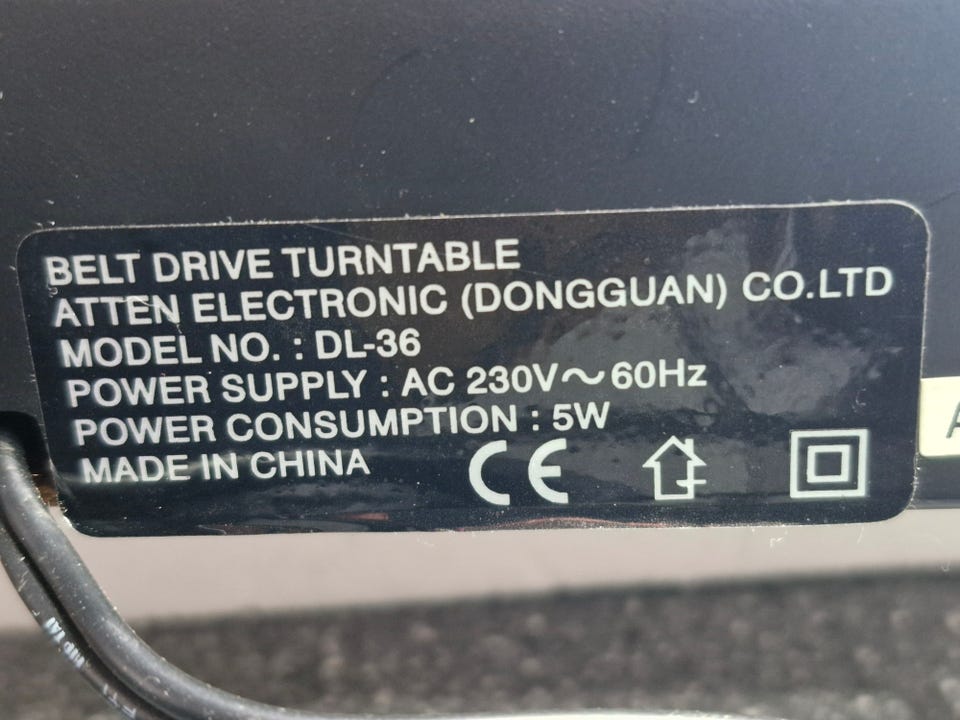 BELT DRIVE TURNTABLE
ATTEN ELECTRONIC (DONGGUAN) CO.LTD
MODEL NO. : DL-36
POWER SUPPLY : AC 230V～60Hz
POWER CONSUMPTION : 5W
MADE IN CHINA
CE